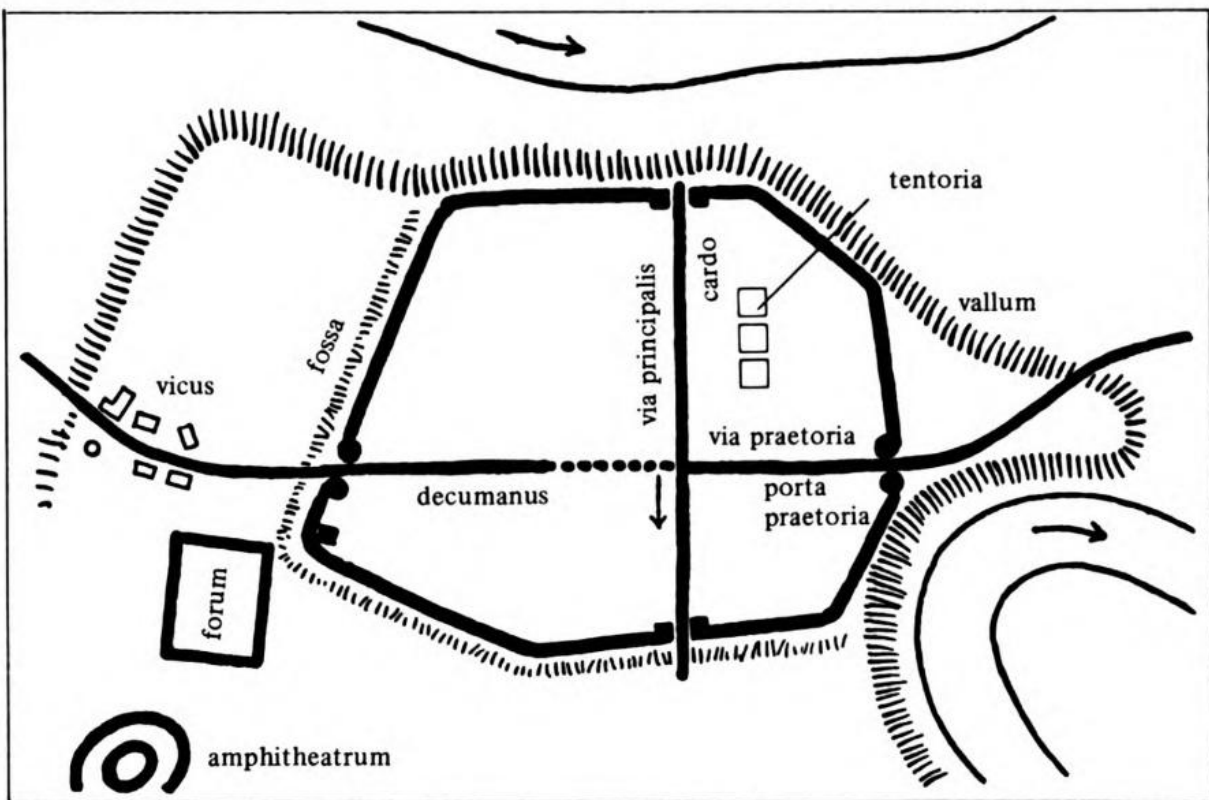 tentoria
cardo
via principalis
vallum
fossa
vicus
via praetoria
decumanus
porta
praetoria
forum
amphitheatrum